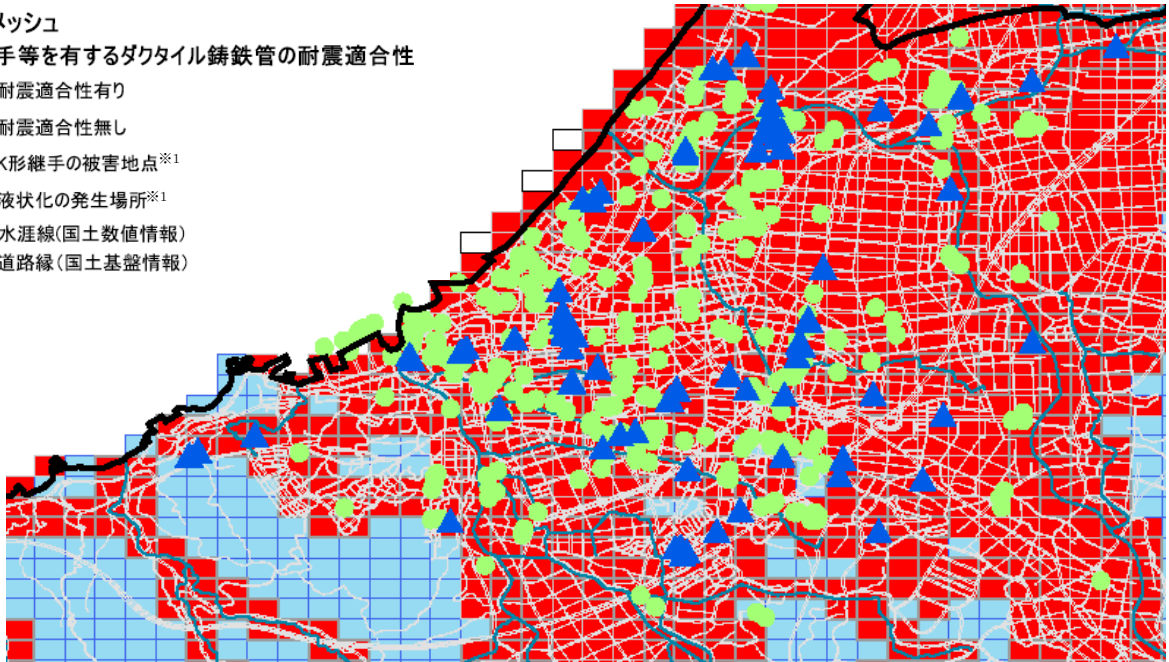 メッシュ
手等を有するダクタイル鋳鉄管の耐震適合性
耐震適合性有り
耐震適合性無し
K形継手の被害地点※1
液状化の発生場所※1
水涯線(国土数値情報)
道路縁(国土基盤情報)